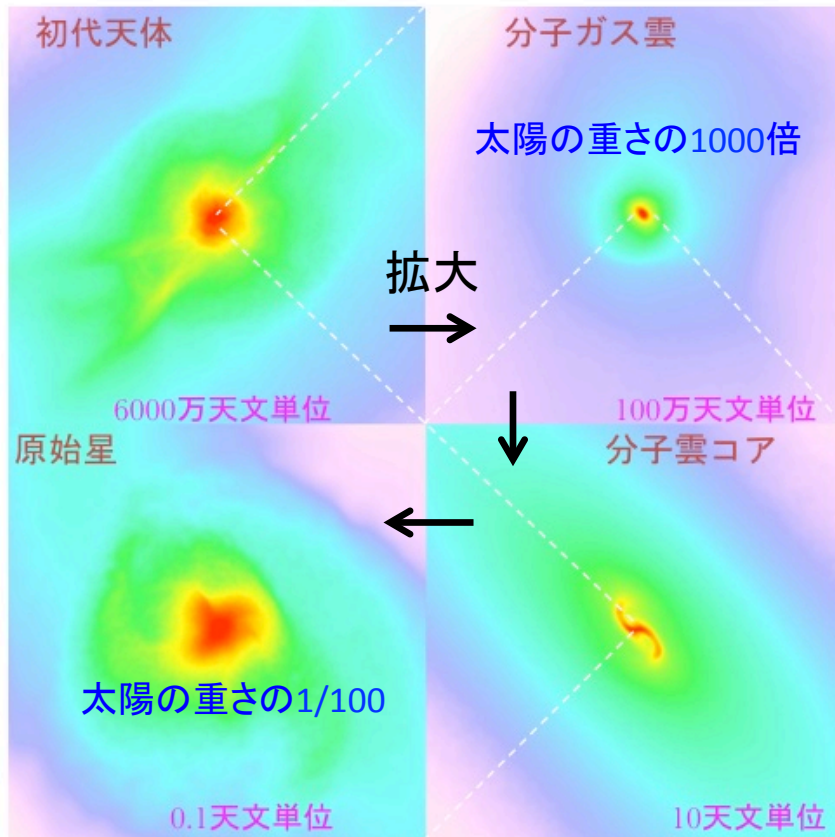 初代天体
分子ガス雲
太陽の重さの1000倍
拡大
6000万天文単位
100万天文単位
原始星
分子雲コア
太陽の重さの1/100
0.1天文単位
10天文単位